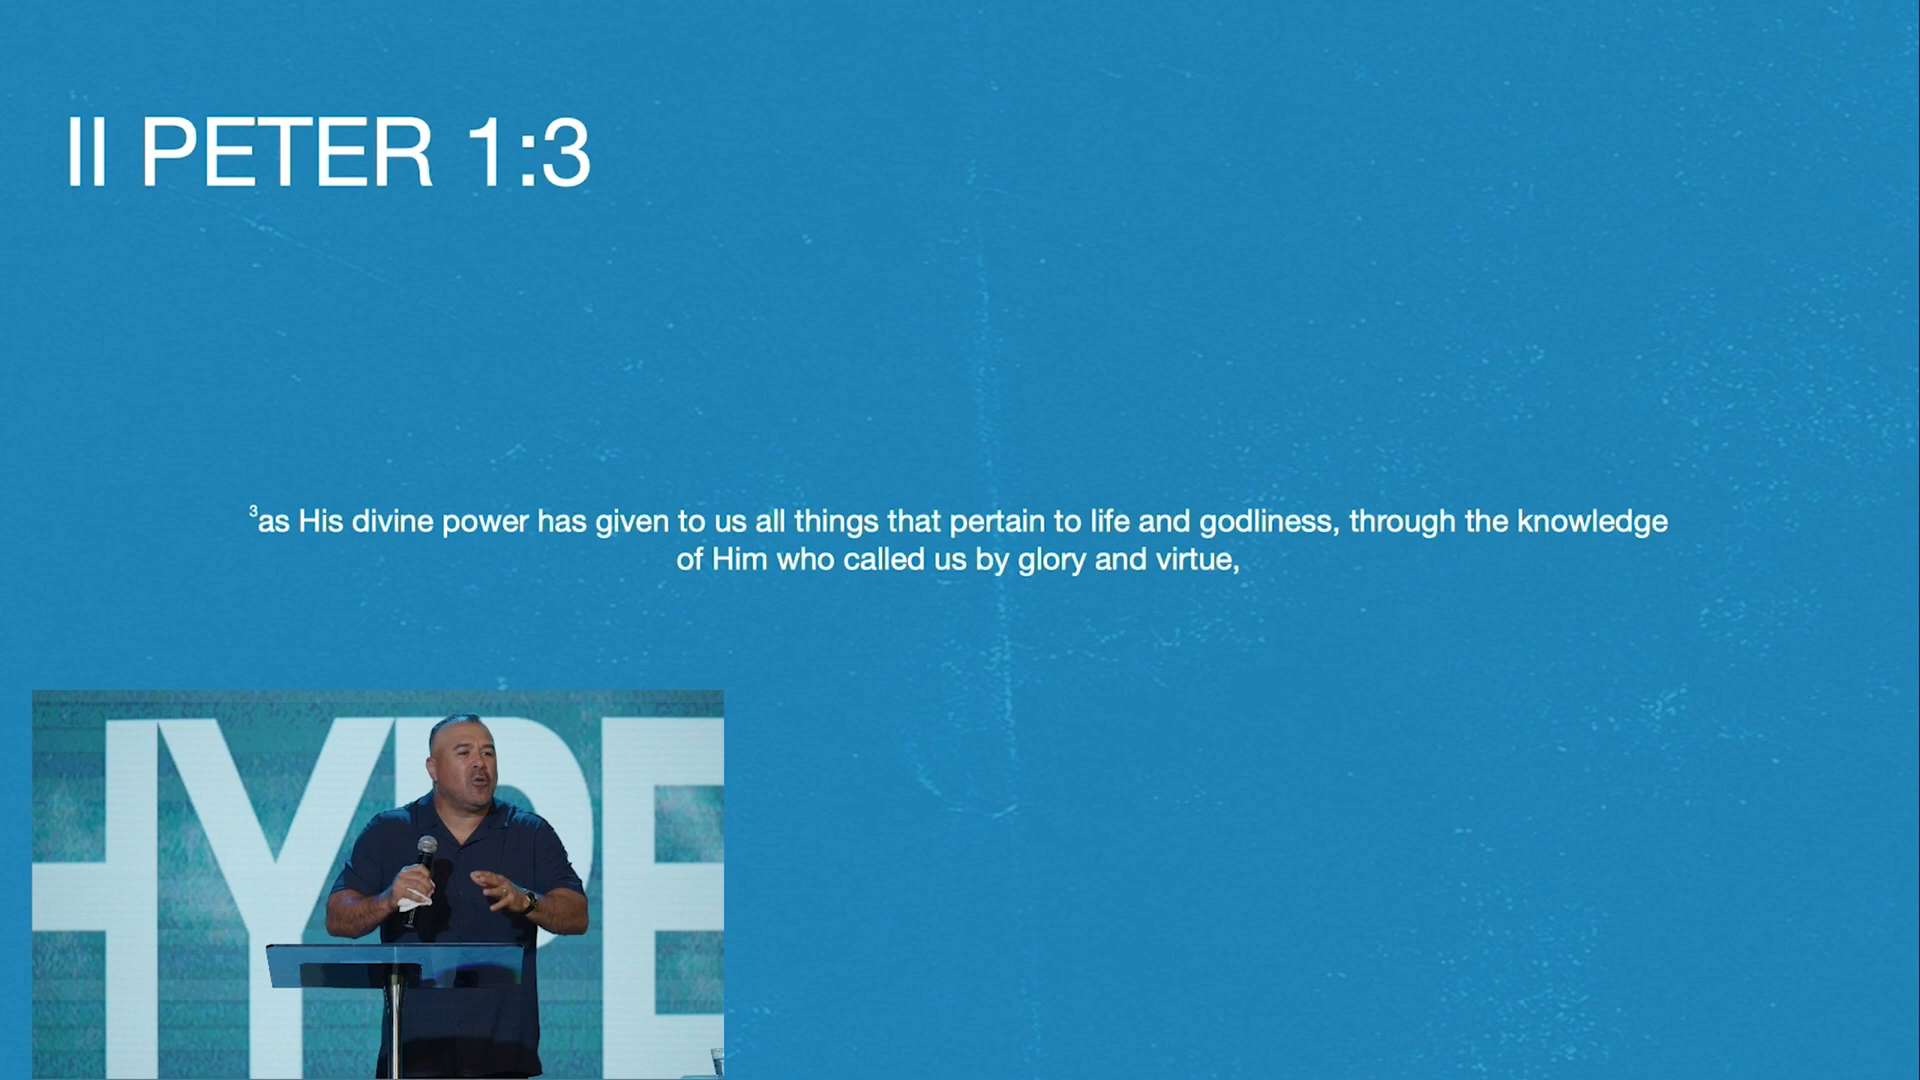 II PETER 1:3
³as His divine power has given to us all things that pertain to life and godliness, through the knowledge
of Him who called us by glory and virtue,
HYPE